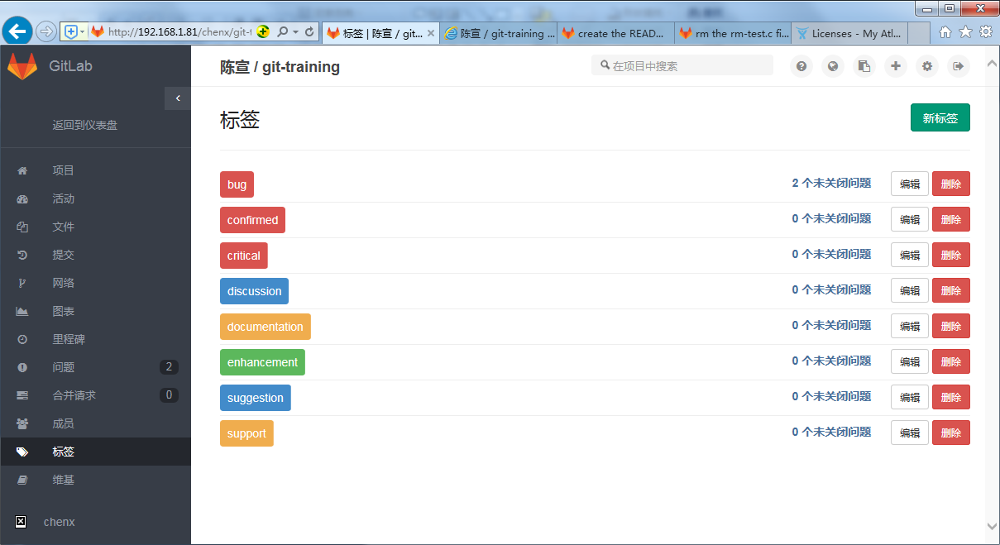 http://192.168.1.81/chenx/git-t
标签 | 陈宣 / git...
陈宣 / git-training ...
create the READ...
rm the rm-test.c fi...
Licenses - My Atl...
GitLab
陈宣 / git-training
在项目中搜索
返回到仪表盘
标签
新标签
项目
活动
文件
提交
网络
图表
里程碑
问题 2
合并请求 0
成员
标签
维基
chenx
bug 2 个未关闭问题 编辑 删除
confirmed 0 个未关闭问题 编辑 删除
critical 0 个未关闭问题 编辑 删除
discussion 0 个未关闭问题 编辑 删除
documentation 0 个未关闭问题 编辑 删除
enhancement 0 个未关闭问题 编辑 删除
suggestion 0 个未关闭问题 编辑 删除
support 0 个未关闭问题 编辑 删除